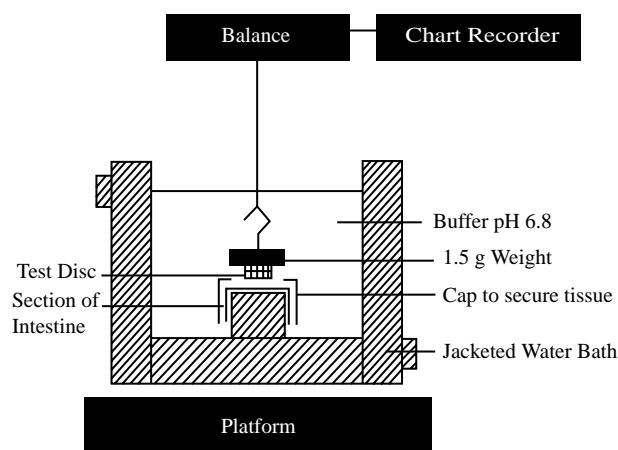 Balance
Chart Recorder
Buffer pH 6.8
1.5 g Weight
Test Disc
Cap to secure tissue
Section of
Intestine
Jacketed Water Bath
Platform